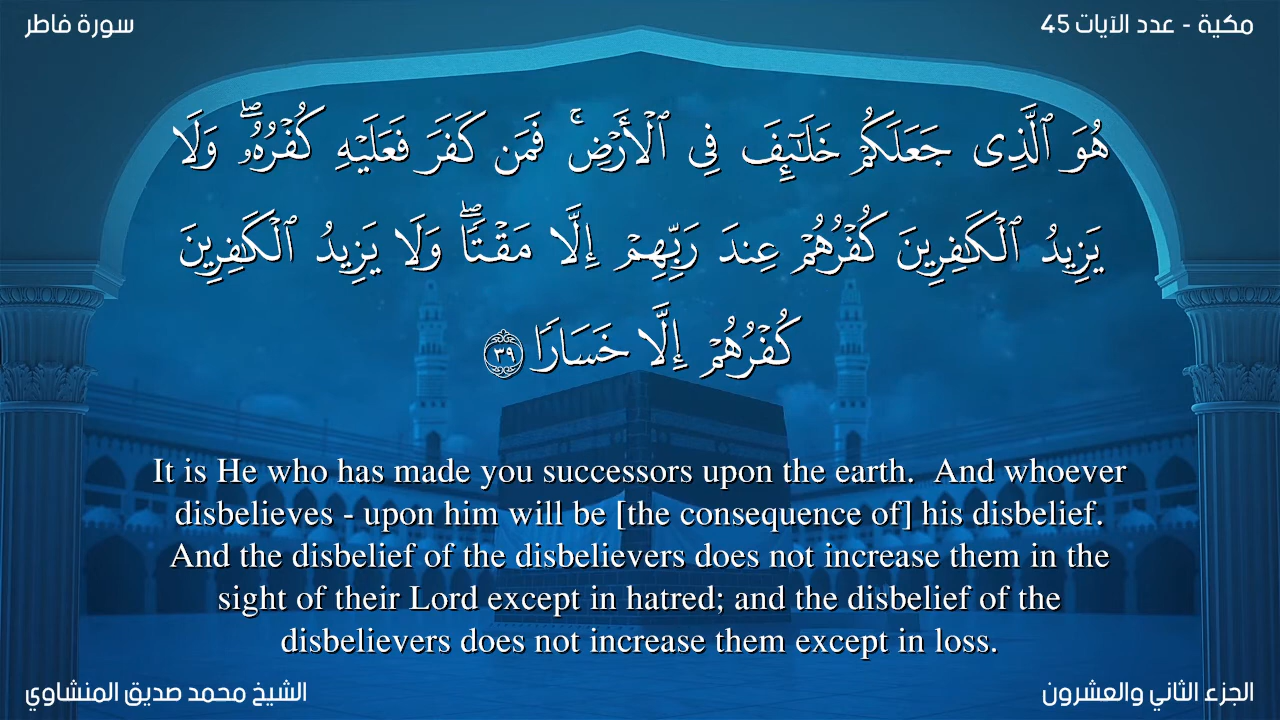 مكية - عدد الآيات 45
سورة فاطر
هُوَ ٱلَّذِى جَعَلَكُمْ خَلَـٰٓئِفَ فِى ٱلْأَرْضِ ۚ فَمَن كَفَرَ فَعَلَيْهِ كُفْرُهُۥ ۖ وَلَا
يَزِيدُ ٱلْكَـٰفِرِينَ كُفْرُهُمْ عِندَ رَبِّهِمْ إِلَّا مَقْتًا ۖ وَلَا يَزِيدُ ٱلْكَـٰفِرِينَ
كُفْرُهُمْ إِلَّا خَسَارًا ٣٩
It is He who has made you successors upon the earth.  And whoever
disbelieves - upon him will be [the consequence of] his disbelief.
And the disbelief of the disbelievers does not increase them in the
sight of their Lord except in hatred; and the disbelief of the
disbelievers does not increase them except in loss.
الجزء الثاني والعشرون
الشيخ محمد صديق المنشاوي